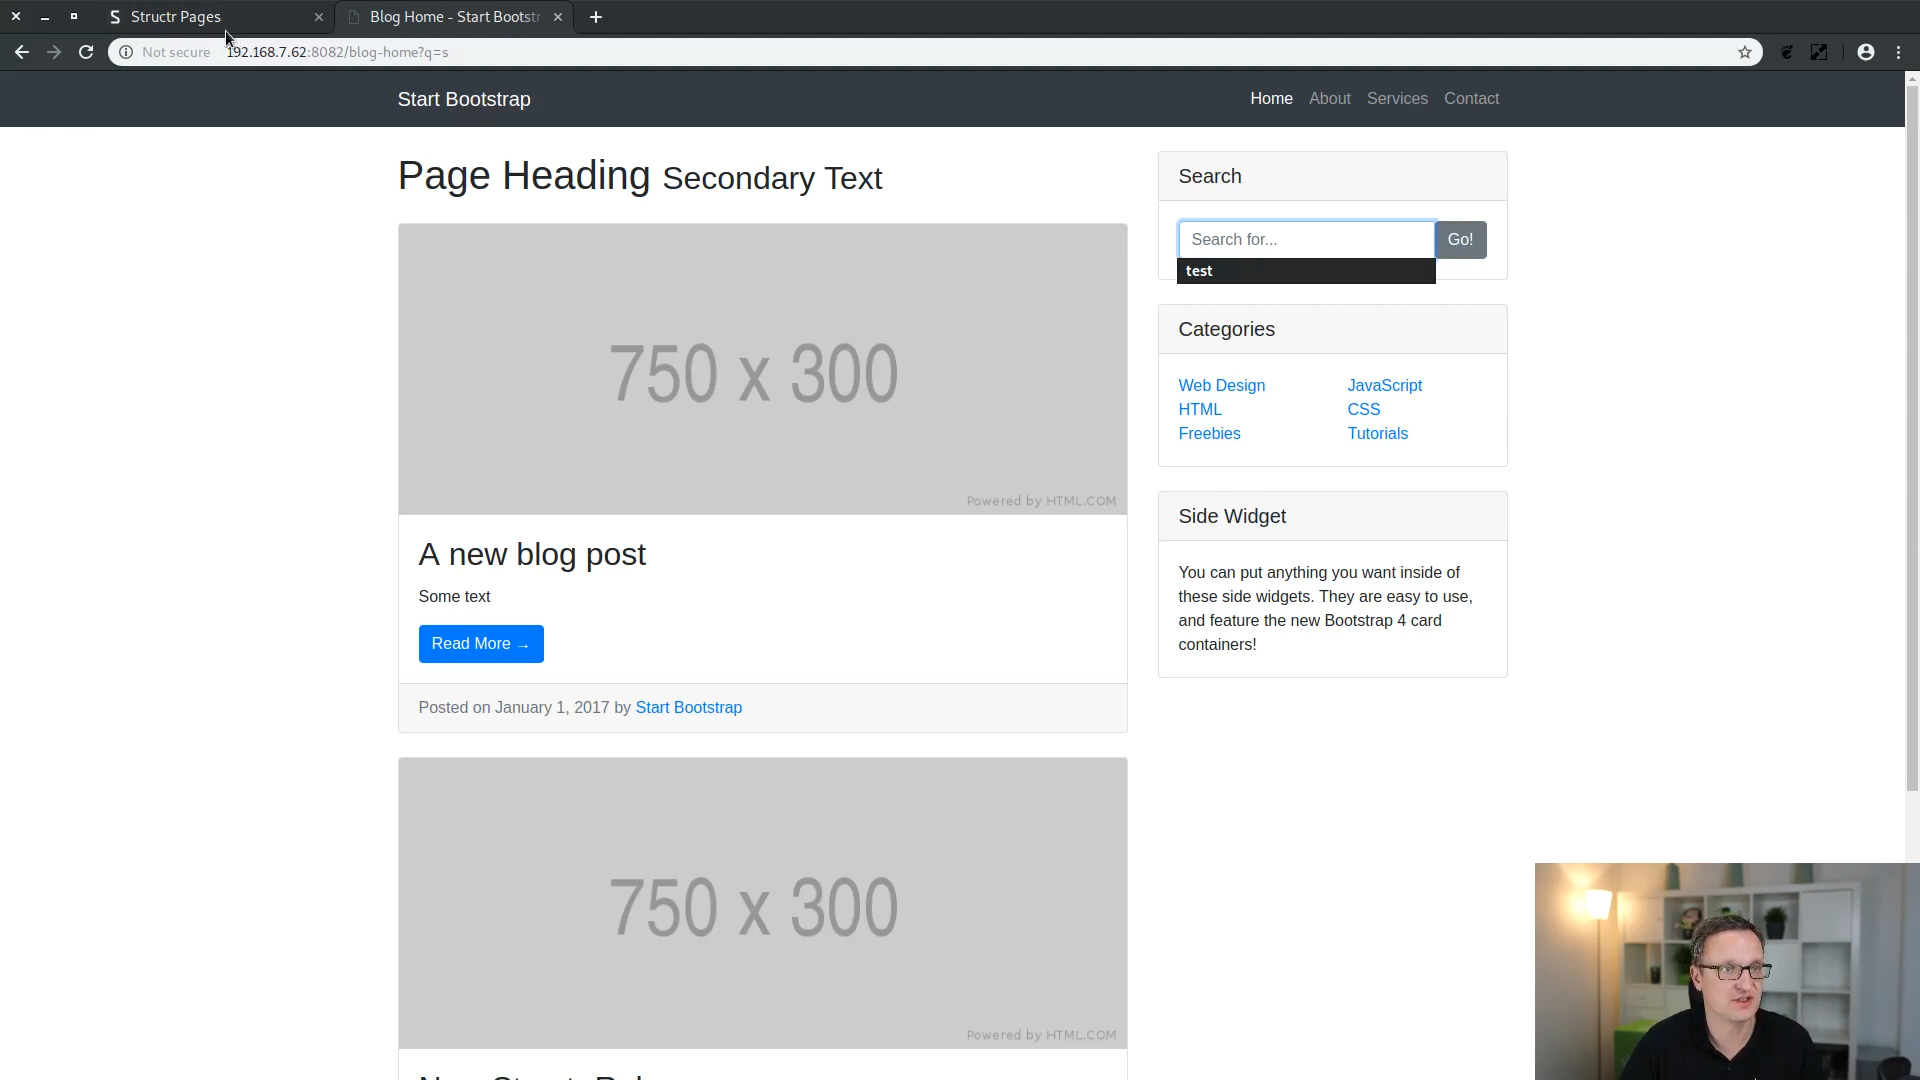 Structr Pages
Blog Home - Start Bootstr
Not secure 192.168.7.62:8082/blog-home?q=s
Start Bootstrap
Home About Services Contact
Page Heading Secondary Text
750 x 300
Powered by HTML.COM
A new blog post
Some text
Read More →
Posted on January 1, 2017 by Start Bootstrap
750 x 300
Powered by HTML.COM
Search
Search for...
Go!
test
Categories
Web Design
HTML
Freebies
JavaScript
CSS
Tutorials
Side Widget
You can put anything you want inside of
these side widgets. They are easy to use,
and feature the new Bootstrap 4 card
containers!